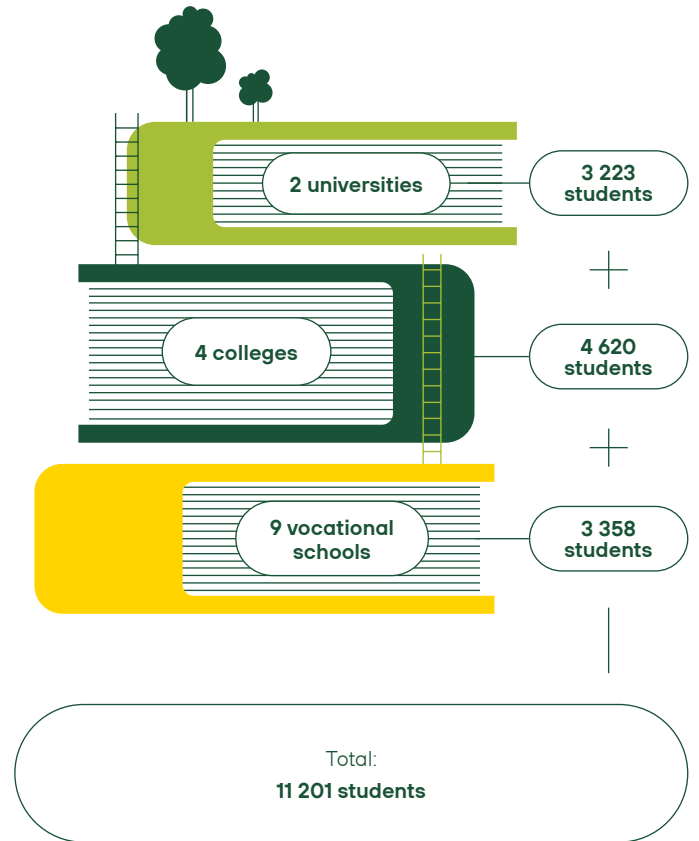 2 universities
3 223
students
4 colleges
4 620
students
9 vocational
schools
3 358
students
Total:
11 201 students